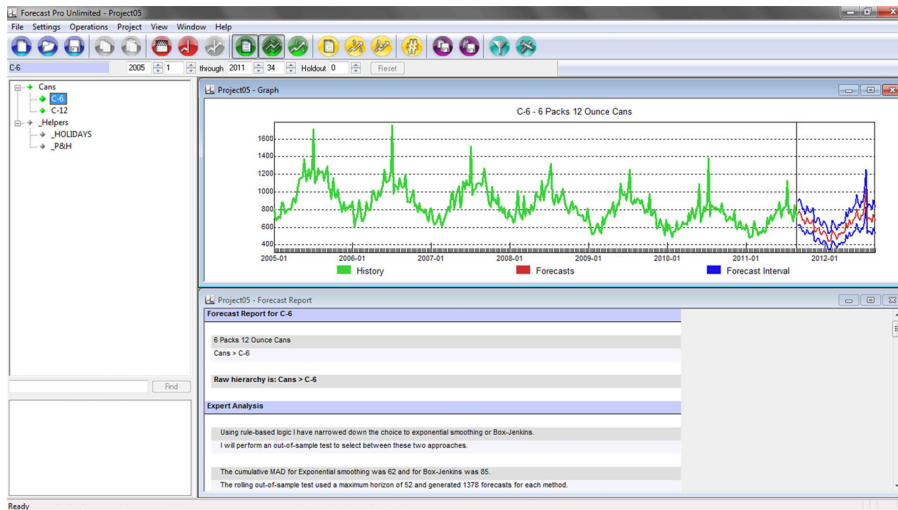 Forecast Pro Unlimited - Project05
File Settings Operations Project View Window Help
C-6 2005 1 through 2011 34 Holdout 0 Reset
Cans
C-6
C-12
_Helpers
_HOLIDAYS
_P&H
Find
Project05 - Graph
C-6 - 6 Packs 12 Ounce Cans
1600
1400
1200
1000
800
600
400
2005-01 2006-01 2007-01 2008-01 2009-01 2010-01 2011-01 2012-01
History Forecasts Forecast Interval
Project05 - Forecast Report
Forecast Report for C-6
6 Packs 12 Ounce Cans
Cans > C-6
Raw hierarchy is: Cans > C-6
Expert Analysis
Using rule-based logic I have narrowed down the choice to exponential smoothing or Box-Jenkins.
I will perform an out-of-sample test to select between these two approaches.
The cumulative MAD for Exponential smoothing was 62 and for Box-Jenkins was 85.
The rolling out-of-sample test used a maximum horizon of 52 and generated 1378 forecasts for each method.
Ready